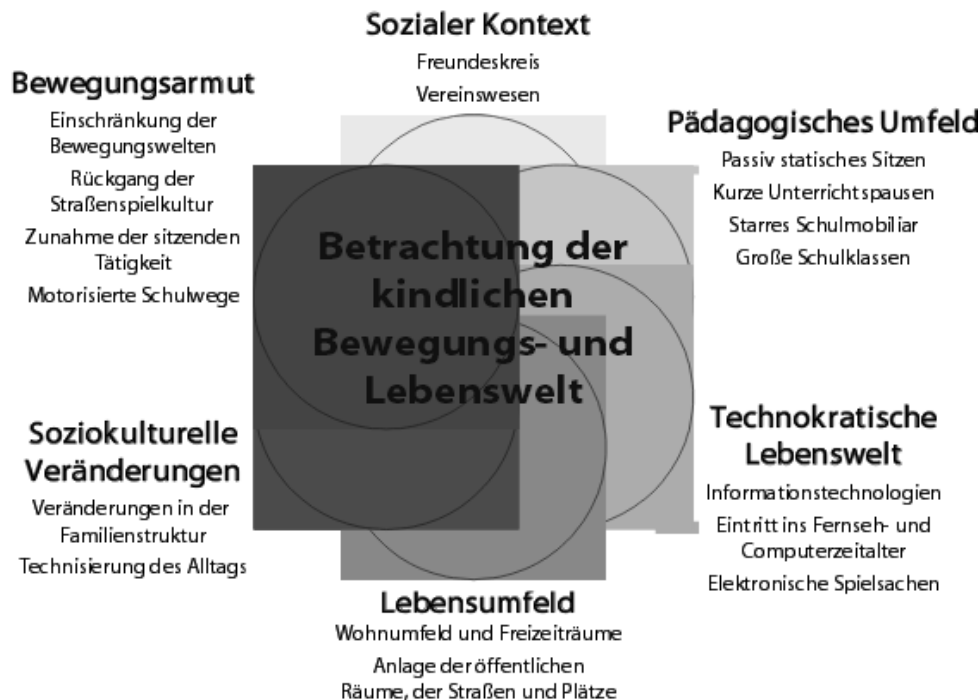 Sozialer Kontext
Freundeskreis
Vereinswesen
Bewegungsarmut
Einschränkung der
Bewegungswelten
Rückgang der
Straßenspielkultur
Zunahme der sitzenden
Tätigkeit
Motorisierte Schulwege
Pädagogisches Umfeld
Passiv statisches Sitzen
Kurze Unterrichtspausen
Starres Schulmobiliar
Große Schulklassen
Betrachtung der
kindlichen
Bewegungs- und
Lebenswelt
Soziokulturelle
Veränderungen
Veränderungen in der
Familienstruktur
Technisierung des Alltags
Technokratische
Lebenswelt
Informationstechnologien
Eintritt ins Fernseh- und
Computerzeitalter
Elektronische Spielsachen
Lebensumfeld
Wohnumfeld und Freizeiträume
Anlage der öffentlichen
Räume, der Straßen und Plätze